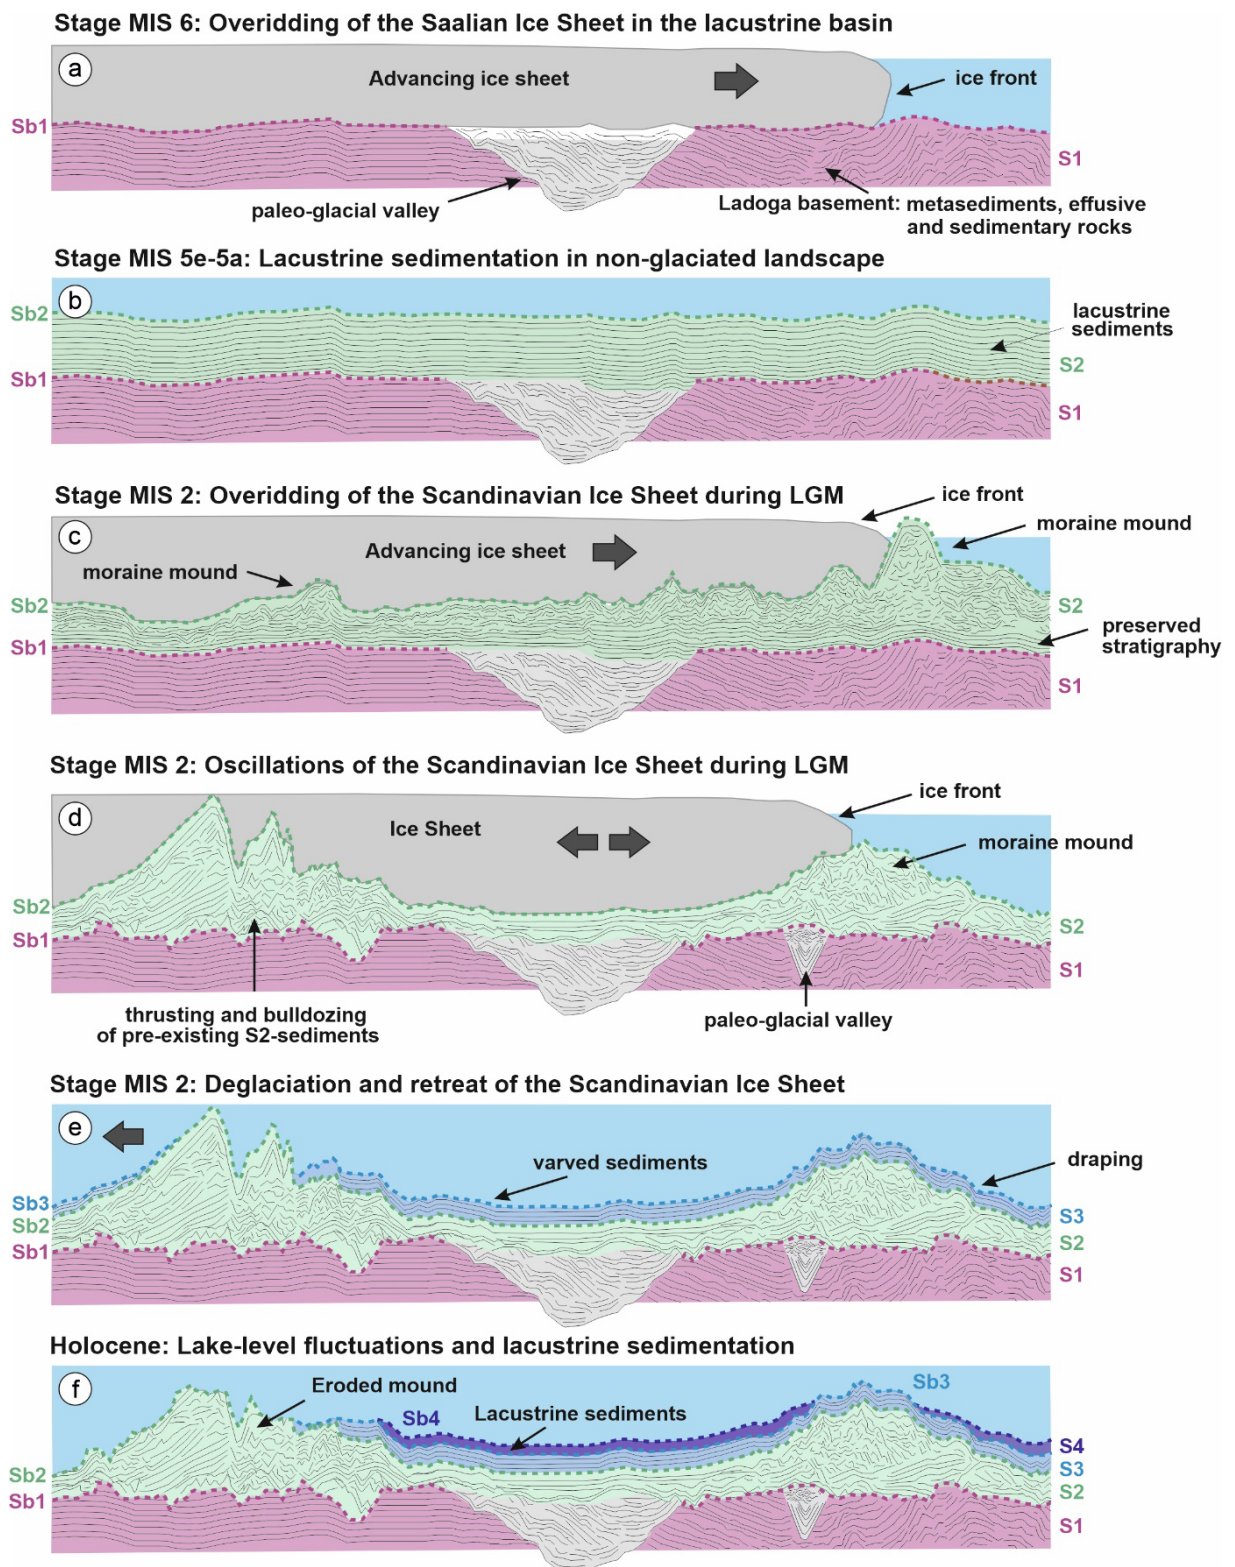 Stage MIS 6: Overidding of the Saalian Ice Sheet in the lacustrine basin
a
Advancing ice sheet
ice front
Sb1
S1
paleo-glacial valley
Ladoga basement: metasediments, effusive
and sedimentary rocks
Stage MIS 5e-5a: Lacustrine sedimentation in non-glaciated landscape
b
Sb2
lacustrine
sediments
S2
Sb1
S1
Stage MIS 2: Overidding of the Scandinavian Ice Sheet during LGM
ice front
c
moraine mound
Advancing ice sheet
moraine mound
Sb2
S2
preserved
stratigraphy
Sb1
S1
Stage MIS 2: Oscillations of the Scandinavian Ice Sheet during LGM
ice front
d
Ice Sheet
moraine mound
Sb2
S2
Sb1
S1
thrusting and bulldozing
of pre-existing S2-sediments
paleo-glacial valley
Stage MIS 2: Deglaciation and retreat of the Scandinavian Ice Sheet
e
varved sediments
draping
Sb3
S3
Sb2
S2
Sb1
S1
Holocene: Lake-level fluctuations and lacustrine sedimentation
f
Eroded mound
Sb3
Sb4
Lacustrine sediments
S4
S3
Sb2
S2
Sb1
S1